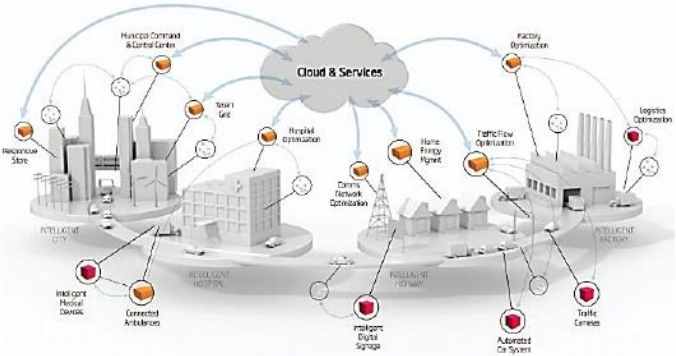 Municipal Command
& Control Center
Cloud & Services
Factory
Optimization
Smart
Grid
Logistics
Optimization
Responsive
Store
Hospital
Optimization
Home
Energy
Mgmnt
Traffic Flow
Optimization
Comms
Network
Optimization
INTELLIGENT
CITY
INTELLIGENT
FACTORY
INTELLIGENT
HOSPITAL
INTELLIGENT
HIGHWAY
Intelligent
Medical
Devices
Connected
Ambulances
Intelligent
Digital
Signage
Automated
Car System
Traffic
Cameras